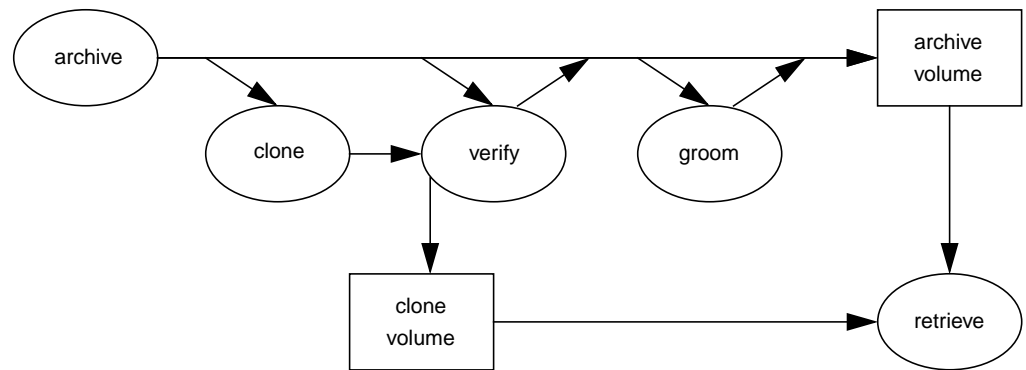 archive
archive
volume
clone
verify
groom
clone
volume
retrieve